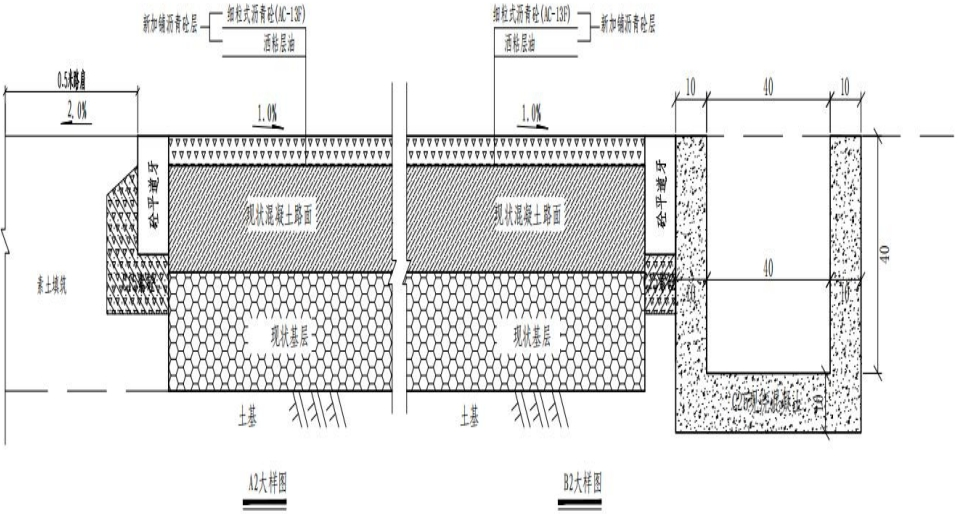 细粒式沥青砼(AC-13F)
新加铺沥青砼层
洒粘层油
细粒式沥青砼(AC-13F)
新加铺沥青砼层
洒粘层油
0.5米路肩
2.0%
1.0%
1.0%
10
40
10
砼平道牙
砼平道牙
现状混凝土路面
现状混凝土路面
40
40
10
10
素土填筑
现状基层
现状基层
10
土基
土基
A2大样图
B2大样图